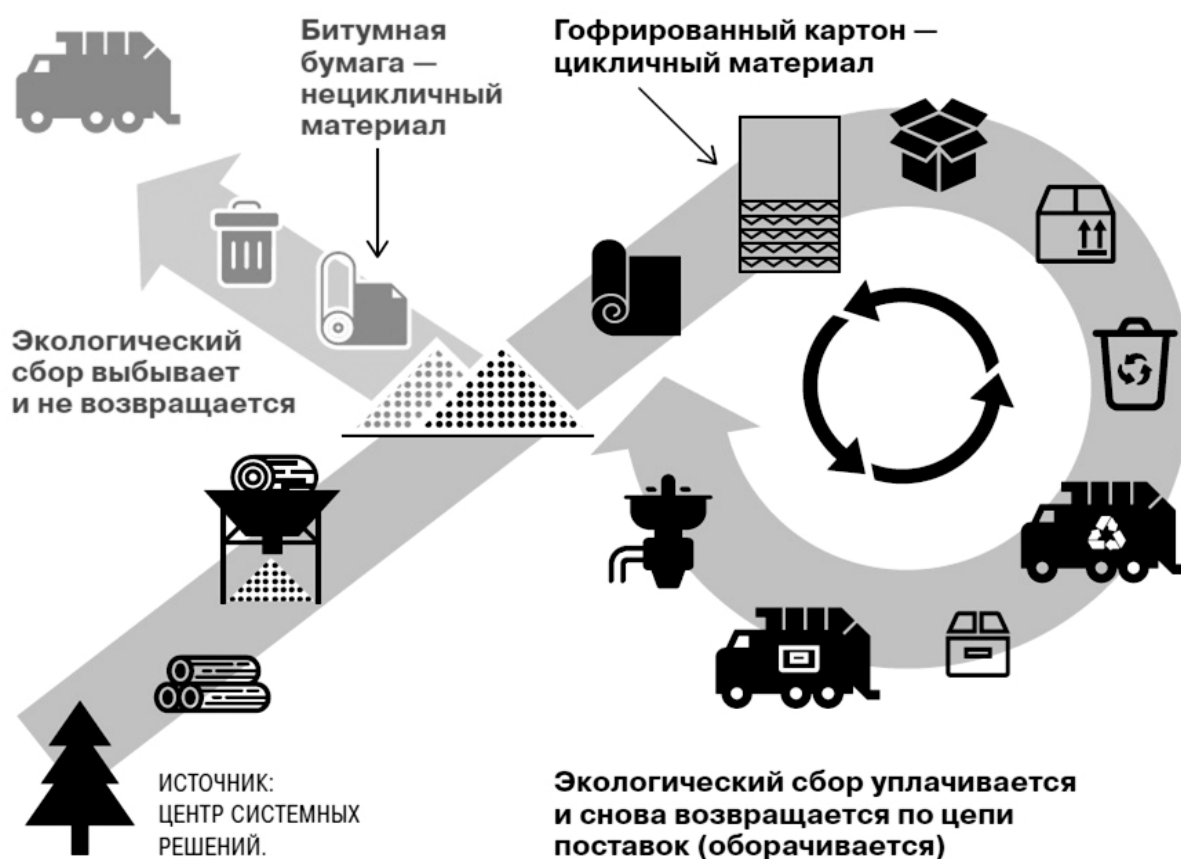 Битумная
бумага —
нецикличный
материал
Гофрированный картон —
цикличный материал
Экологический
сбор выбывает
и не возвращается
ИСТОЧНИК:
ЦЕНТР СИСТЕМНЫХ
РЕШЕНИЙ.
Экологический сбор уплачивается
и снова возвращается по цепи
поставок (оборачивается)